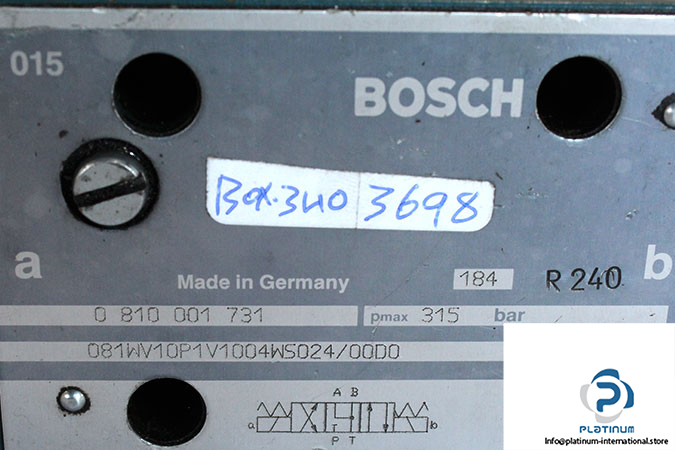 015
BOSCH
Box.340 3698
a
Made in Germany
184
R 240
b
0 810 001 731
pmax 315 bar
081WV10P1V1004WS024/00D0
A B
a
b
P T
PLATINUM
info@platinum-international.store